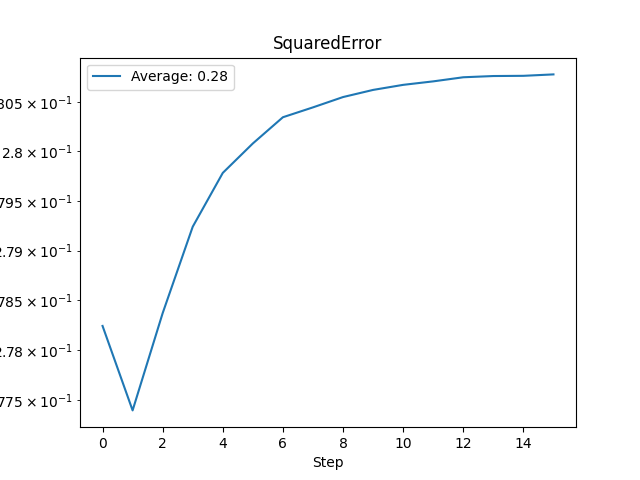 SquaredError
Average: 0.28
805 × 10⁻¹
2.8 × 10⁻¹
795 × 10⁻¹
2.79 × 10⁻¹
785 × 10⁻¹
2.78 × 10⁻¹
775 × 10⁻¹
0 2 4 6 8 10 12 14
Step